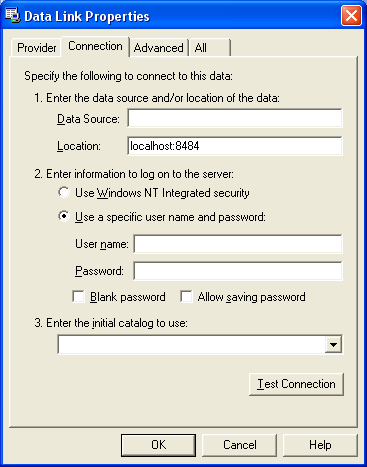 Data Link Properties
Provider Connection Advanced All
Specify the following to connect to this data:
1. Enter the data source and/or location of the data:
Data Source:
Location: localhost:8484
2. Enter information to log on to the server:
Use Windows NT Integrated security
Use a specific user name and password:
User name:
Password:
Blank password Allow saving password
3. Enter the initial catalog to use:
Test Connection
OK Cancel Help